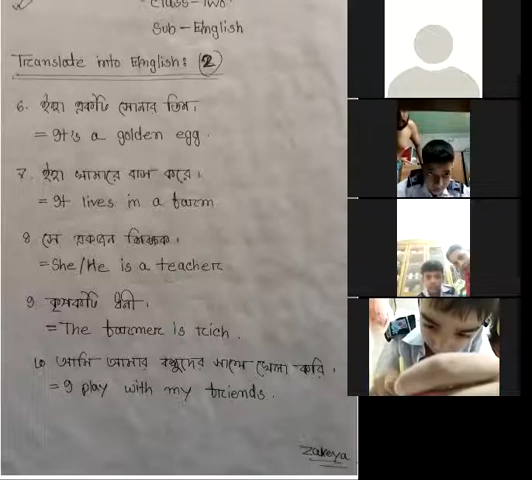 Class-Two
Sub-English
Translate into English: 2
6. ইহা একটি সোনার ডিম।
= It's a golden egg.
7. ইহা খামারে বাস করে।
= It lives in a farm
8 সে একজন শিক্ষক।
= She/He is a teacher
9. কৃষকটি ধনী।
= The farmer is rich.
10 আমি আমার বন্ধুদের সাথে খেলা করি।
= I play with my friends.
Zakeya